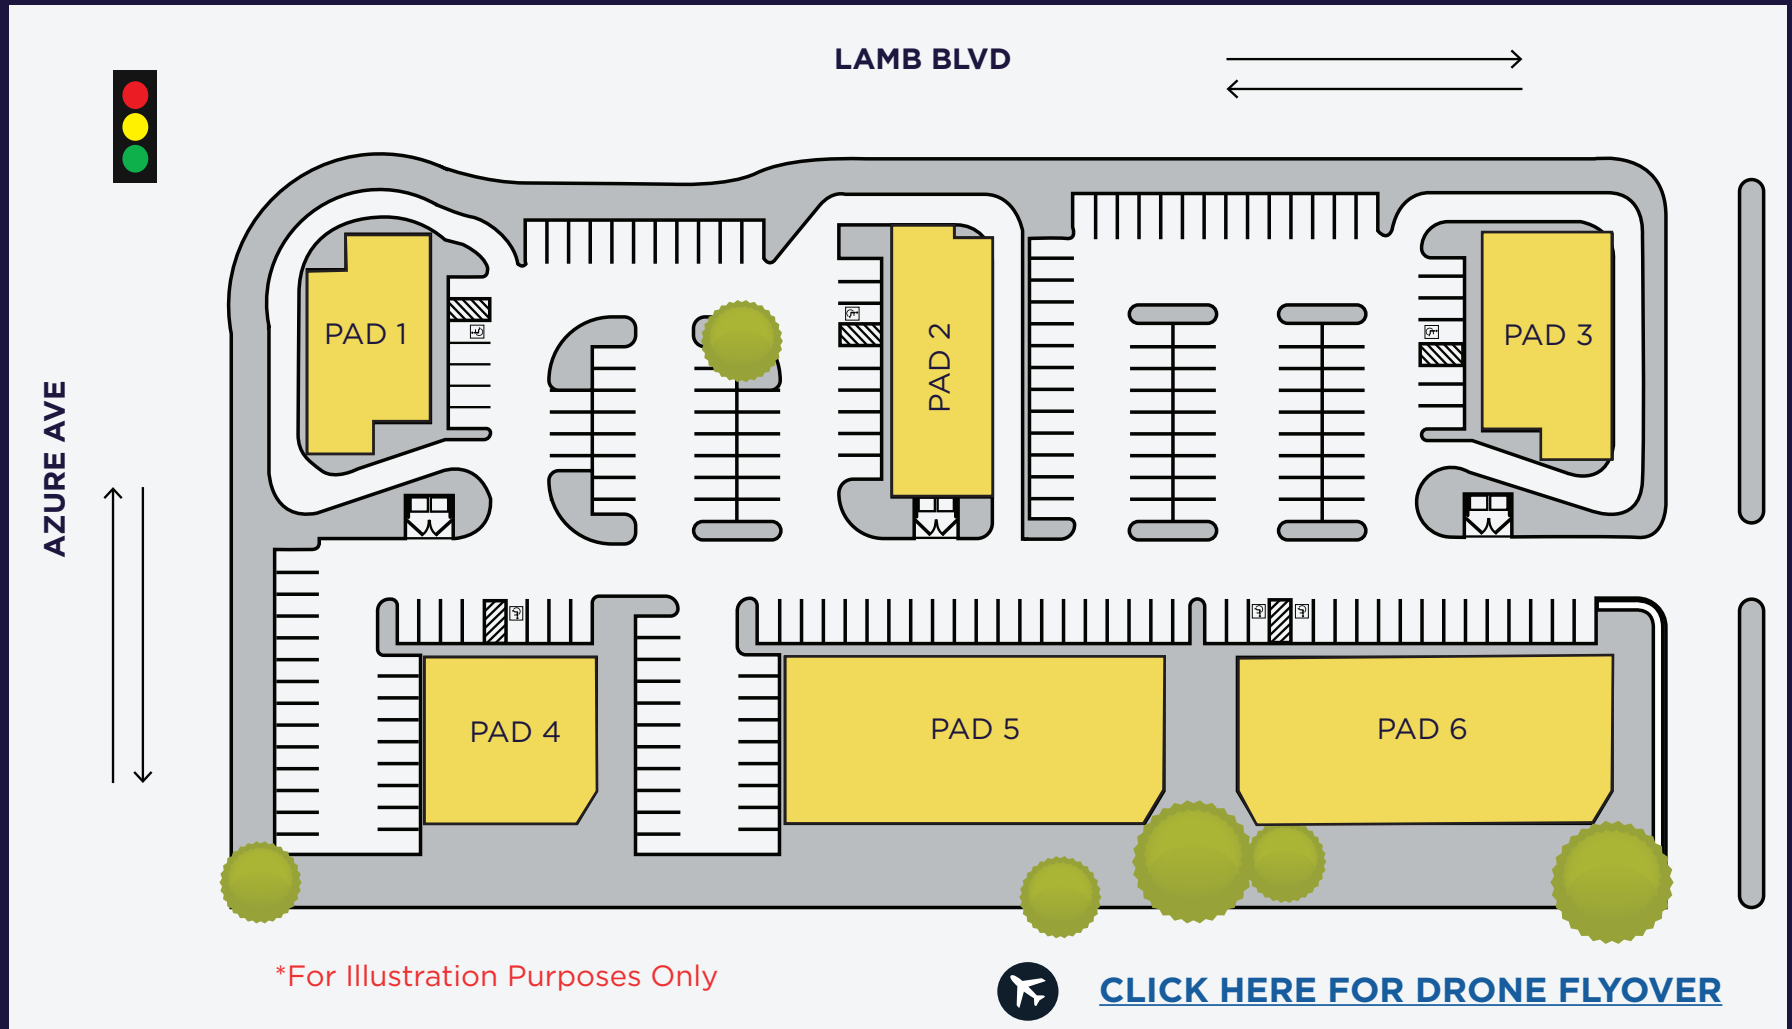 LAMB BLVD
AZURE AVE
PAD 1
PAD 2
PAD 3
PAD 4
PAD 5
PAD 6
*For Illustration Purposes Only
CLICK HERE FOR DRONE FLYOVER